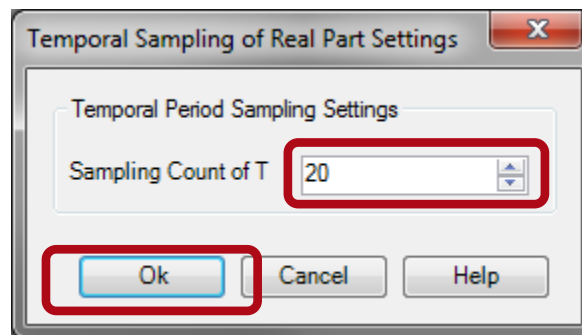 Temporal Sampling of Real Part Settings
X
Temporal Period Sampling Settings
Sampling Count of T 20
Ok Cancel Help